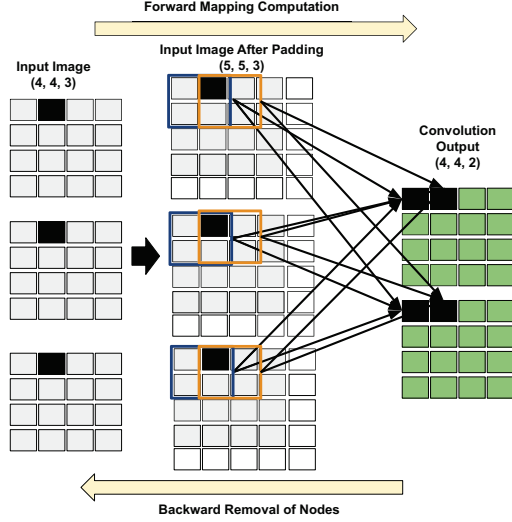 Forward Mapping Computation
Input Image After Padding
(5, 5, 3)
Input Image
(4, 4, 3)
Convolution
Output
(4, 4, 2)
Backward Removal of Nodes